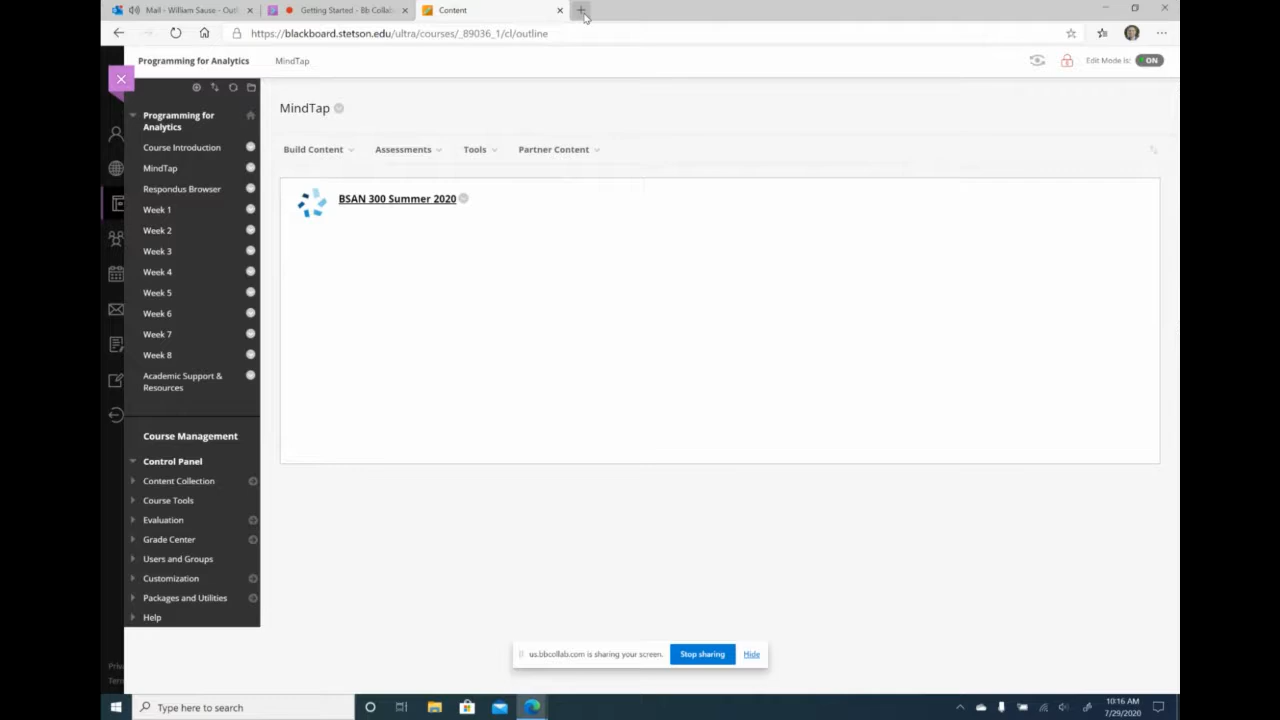 Mail - William Sause - Outl
Getting Started - Bb Collab
Content
https://blackboard.stetson.edu/ultra/courses/_89036_1/cl/outline
Programming for Analytics
MindTap
Edit Mode is:
ON
Programming for
Analytics
Course Introduction
MindTap
Respondus Browser
Week 1
Week 2
Week 3
Week 4
Week 5
Week 6
Week 7
Week 8
Academic Support &
Resources
Course Management
Control Panel
Content Collection
Course Tools
Evaluation
Grade Center
Users and Groups
Customization
Packages and Utilities
Help
MindTap
Build Content
Assessments
Tools
Partner Content
BSAN 300 Summer 2020
Priva
Term
us.bbcollab.com is sharing your screen.
Stop sharing
Hide
Type here to search
10:16 AM
7/29/2020